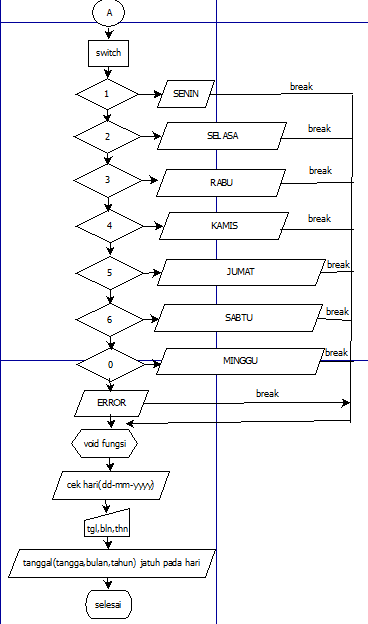 A
switch
1
SENIN
break
2
SELASA
break
3
RABU
break
4
KAMIS
break
5
JUMAT
break
6
SABTU
break
0
MINGGU
break
ERROR
break
void fungsi
cek hari(dd-mm-yyyy)
tgl,bln,thn
tanggal(tangga,bulan,tahun) jatuh pada hari
selesai